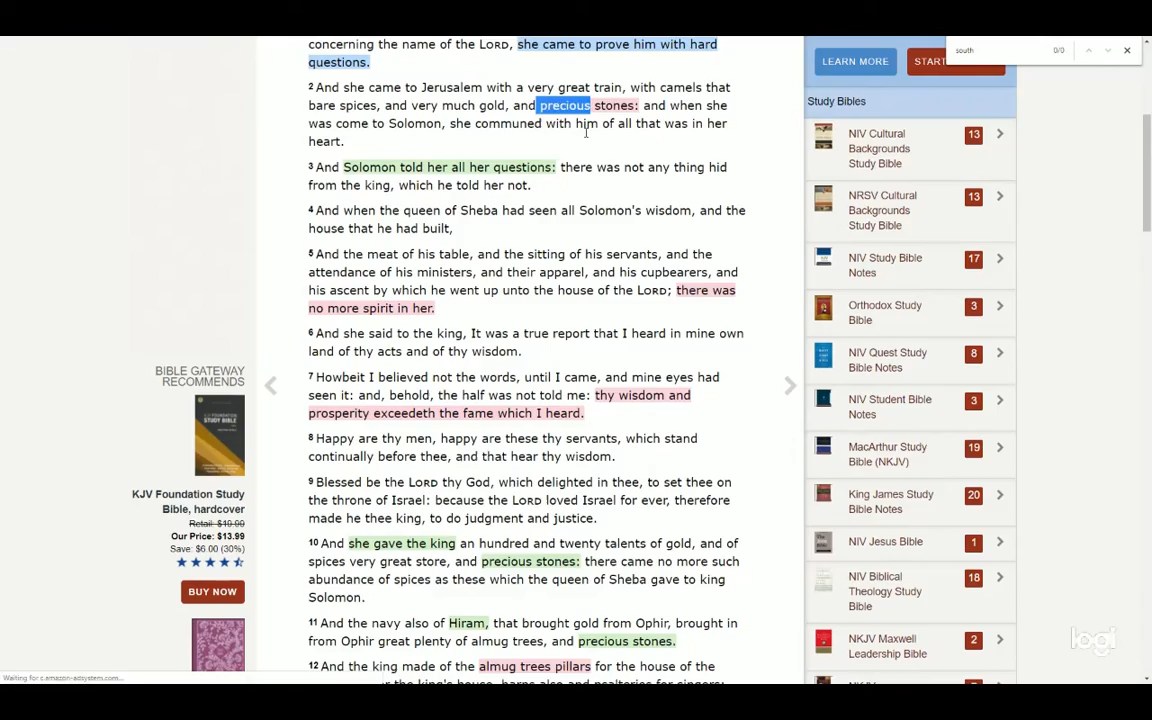 concerning the name of the LORD, she came to prove him with hard
questions.
2 And she came to Jerusalem with a very great train, with camels that
bare spices, and very much gold, and precious stones: and when she
was come to Solomon, she communed with him of all that was in her
heart.
3 And Solomon told her all her questions: there was not any thing hid
from the king, which he told her not.
4 And when the queen of Sheba had seen all Solomon's wisdom, and the
house that he had built,
5 And the meat of his table, and the sitting of his servants, and the
attendance of his ministers, and their apparel, and his cupbearers, and
his ascent by which he went up unto the house of the LORD; there was
no more spirit in her.
6 And she said to the king, It was a true report that I heard in mine own
land of thy acts and of thy wisdom.
7 Howbeit I believed not the words, until I came, and mine eyes had
seen it: and, behold, the half was not told me: thy wisdom and
prosperity exceedeth the fame which I heard.
8 Happy are thy men, happy are these thy servants, which stand
continually before thee, and that hear thy wisdom.
9 Blessed be the LORD thy God, which delighted in thee, to set thee on
the throne of Israel: because the LORD loved Israel for ever, therefore
made he thee king, to do judgment and justice.
10 And she gave the king an hundred and twenty talents of gold, and of
spices very great store, and precious stones: there came no more such
abundance of spices as these which the queen of Sheba gave to king
Solomon.
11 And the navy also of Hiram, that brought gold from Ophir, brought in
from Ophir great plenty of almug trees, and precious stones.
12 And the king made of the almug trees pillars for the house of the
BIBLE GATEWAY
RECOMMENDS
KJV Foundation Study
Bible, hardcover
Retail: $19.99
Our Price: $13.99
Save: $6.00 (30%)
BUY NOW
Waiting for c.amazon-adsystem.com...
south 0/0
LEARN MORE
START
Study Bibles
NIV Cultural
Backgrounds
Study Bible
13
NRSV Cultural
Backgrounds
Study Bible
13
NIV Study Bible
Notes
17
Orthodox Study
Bible
3
NIV Quest Study
Bible Notes
8
NIV Student Bible
Notes
3
MacArthur Study
Bible (NKJV)
19
King James Study
Bible Notes
20
NIV Jesus Bible
1
NIV Biblical
Theology Study
Bible
18
NKJV Maxwell
Leadership Bible
2
logi